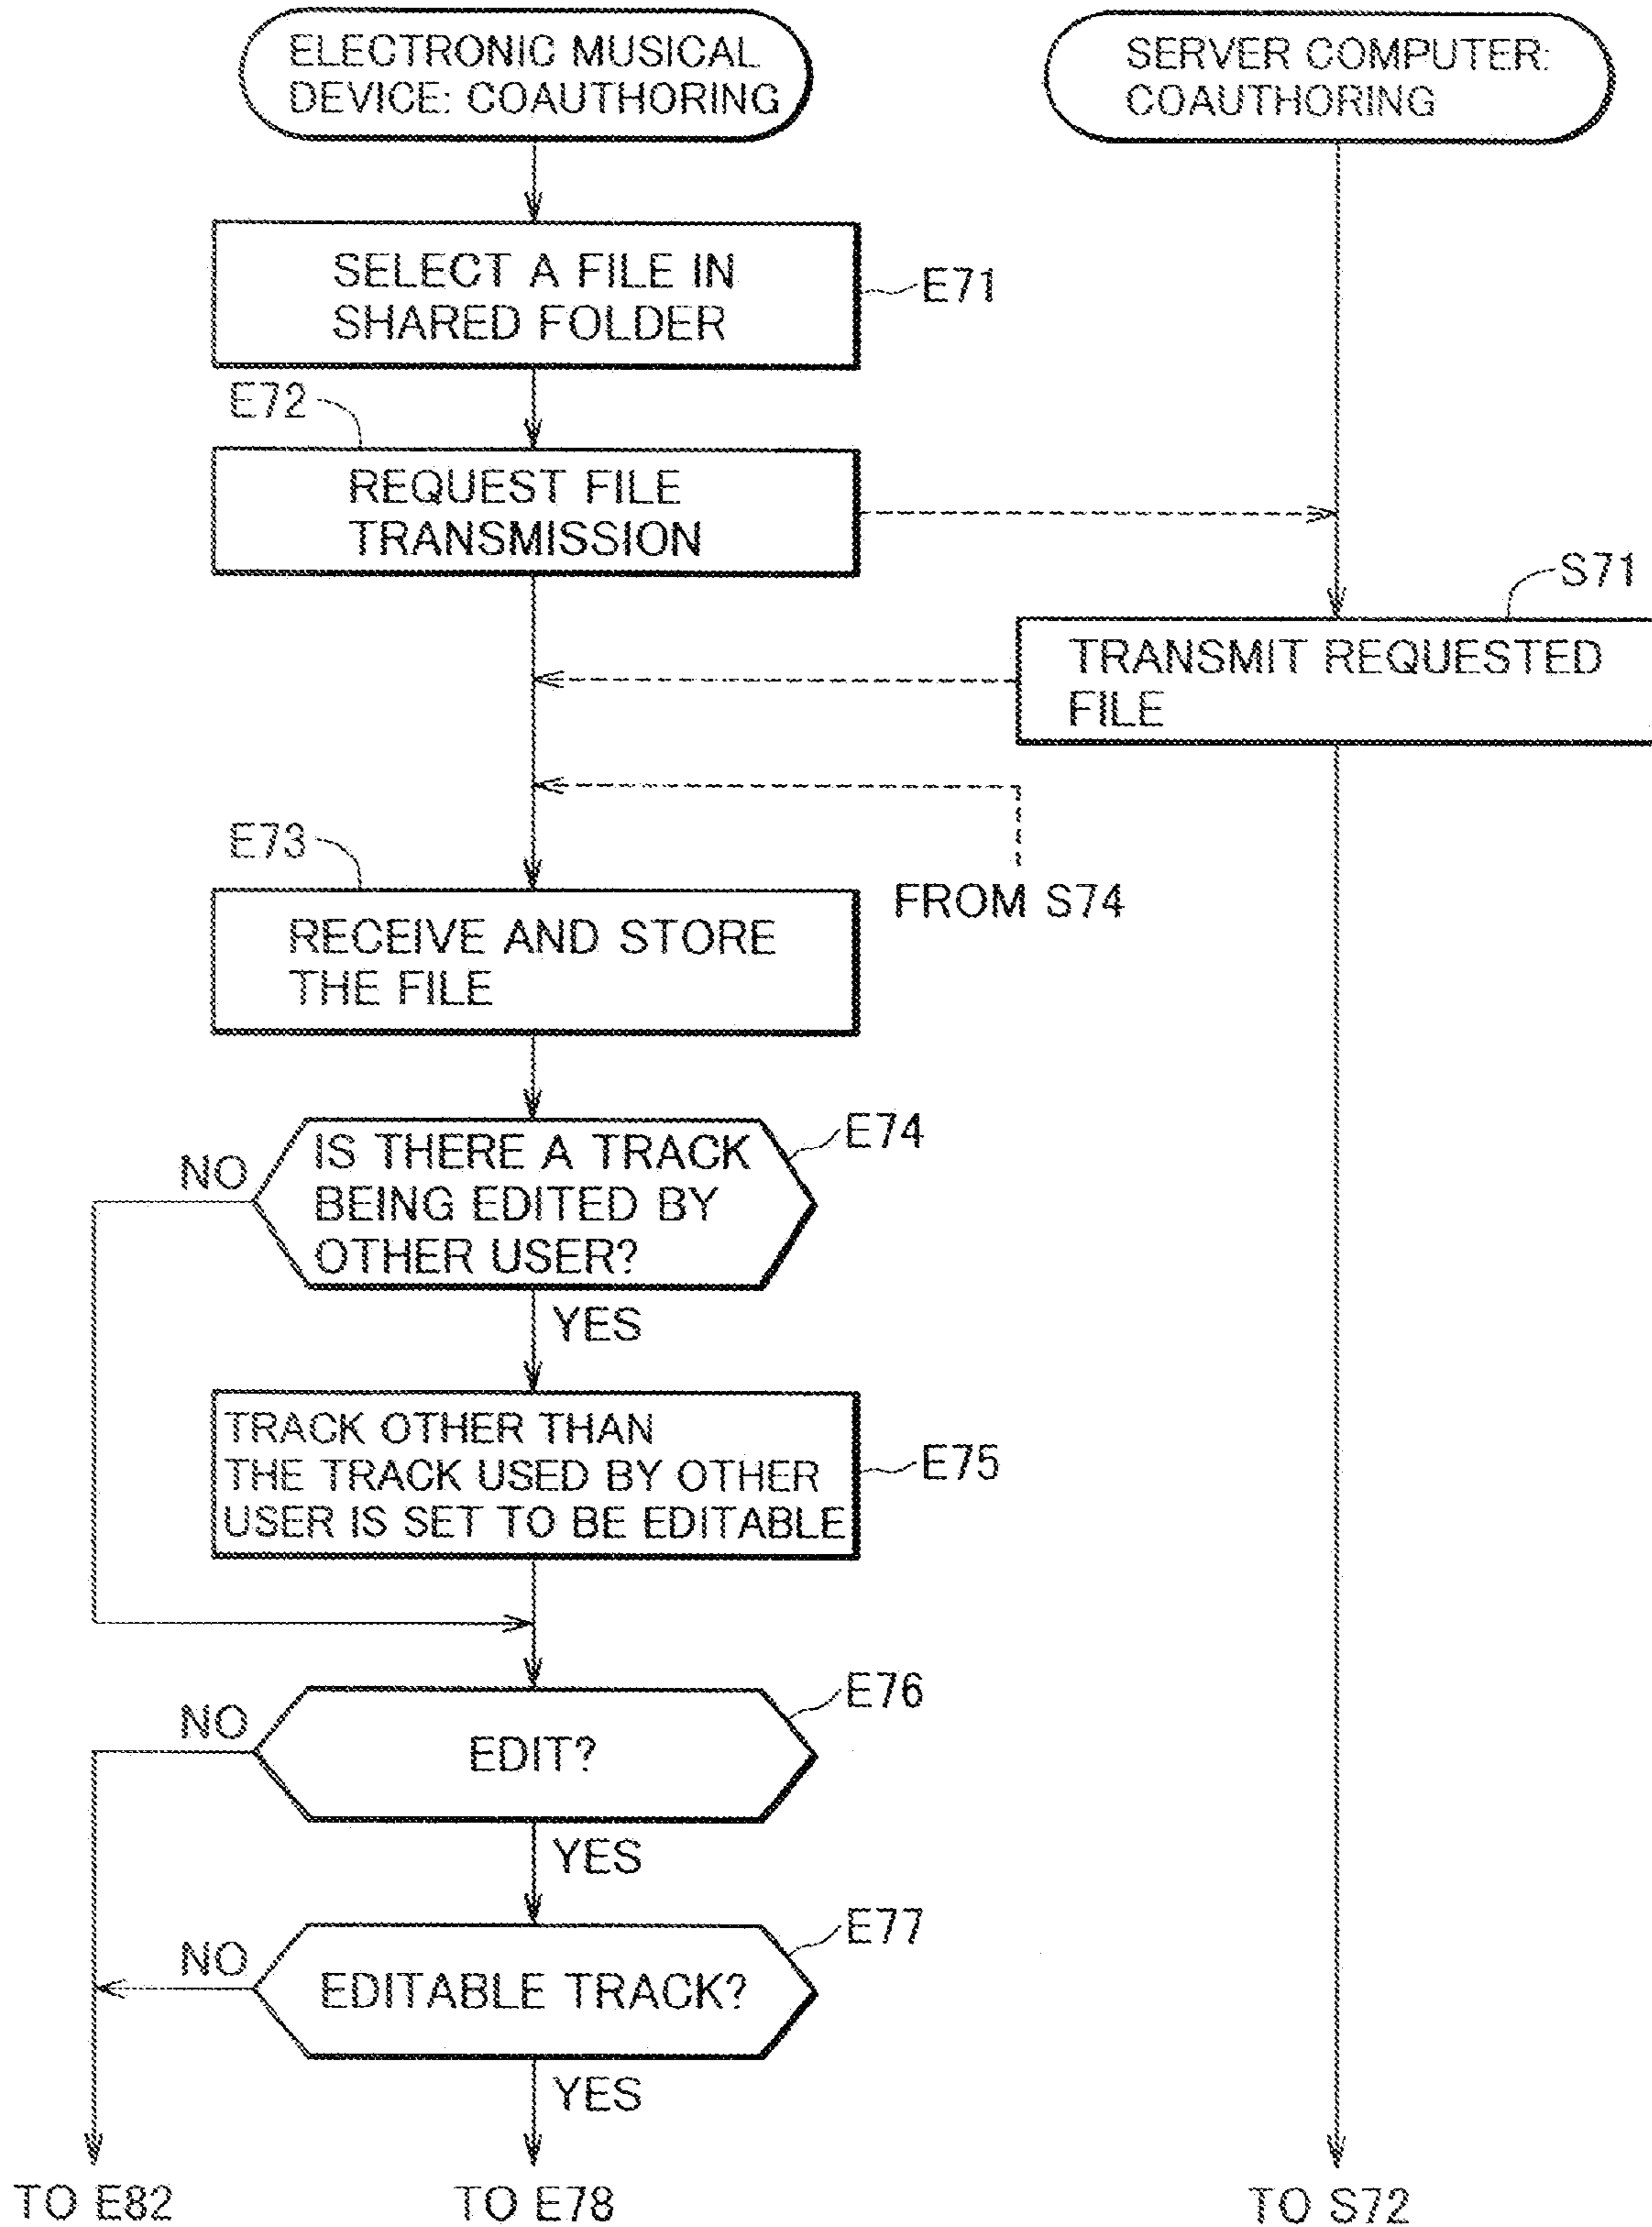 ELECTRONIC MUSICAL
DEVICE: COAUTHORING
SERVER COMPUTER:
COAUTHORING
SELECT A FILE IN
SHARED FOLDER
E71
E72
REQUEST FILE
TRANSMISSION
S71
TRANSMIT REQUESTED
FILE
E73
FROM S74
RECEIVE AND STORE
THE FILE
E74
NO
IS THERE A TRACK
BEING EDITED BY
OTHER USER?
YES
TRACK OTHER THAN
THE TRACK USED BY OTHER
USER IS SET TO BE EDITABLE
E75
E76
NO
EDIT?
YES
E77
NO
EDITABLE TRACK?
YES
TO E82
TO E78
TO S72